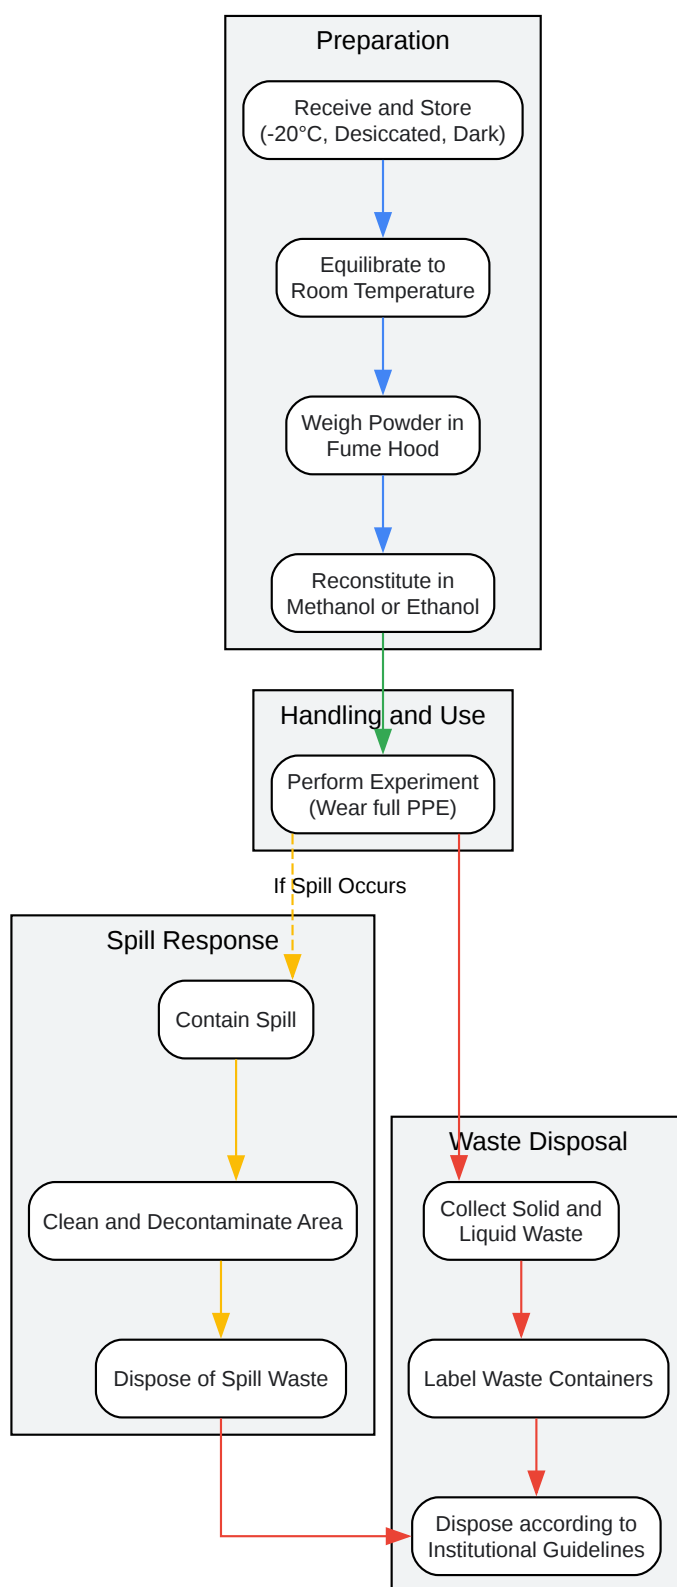 Preparation
Receive and Store
(-20°C, Desiccated, Dark)
Equilibrate to
Room Temperature
Weigh Powder in
Fume Hood
Reconstitute in
Methanol or Ethanol
Handling and Use
Perform Experiment
(Wear full PPE)
If Spill Occurs
Spill Response
Contain Spill
Clean and Decontaminate Area
Dispose of Spill Waste
Waste Disposal
Collect Solid and
Liquid Waste
Label Waste Containers
Dispose according to
Institutional Guidelines